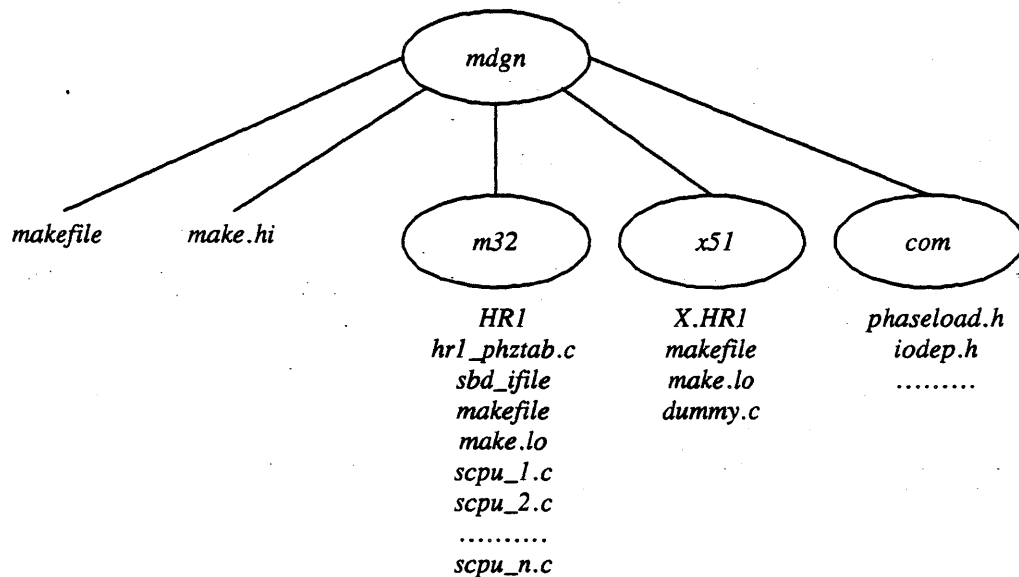 mdgn
makefile
make.hi
m32
x51
com
HR1
hr1_phztab.c
sbd_ifile
makefile
make.lo
scpu_1.c
scpu_2.c
..........
scpu_n.c
X.HR1
makefile
make.lo
dummy.c
phaseload.h
iodep.h
.........